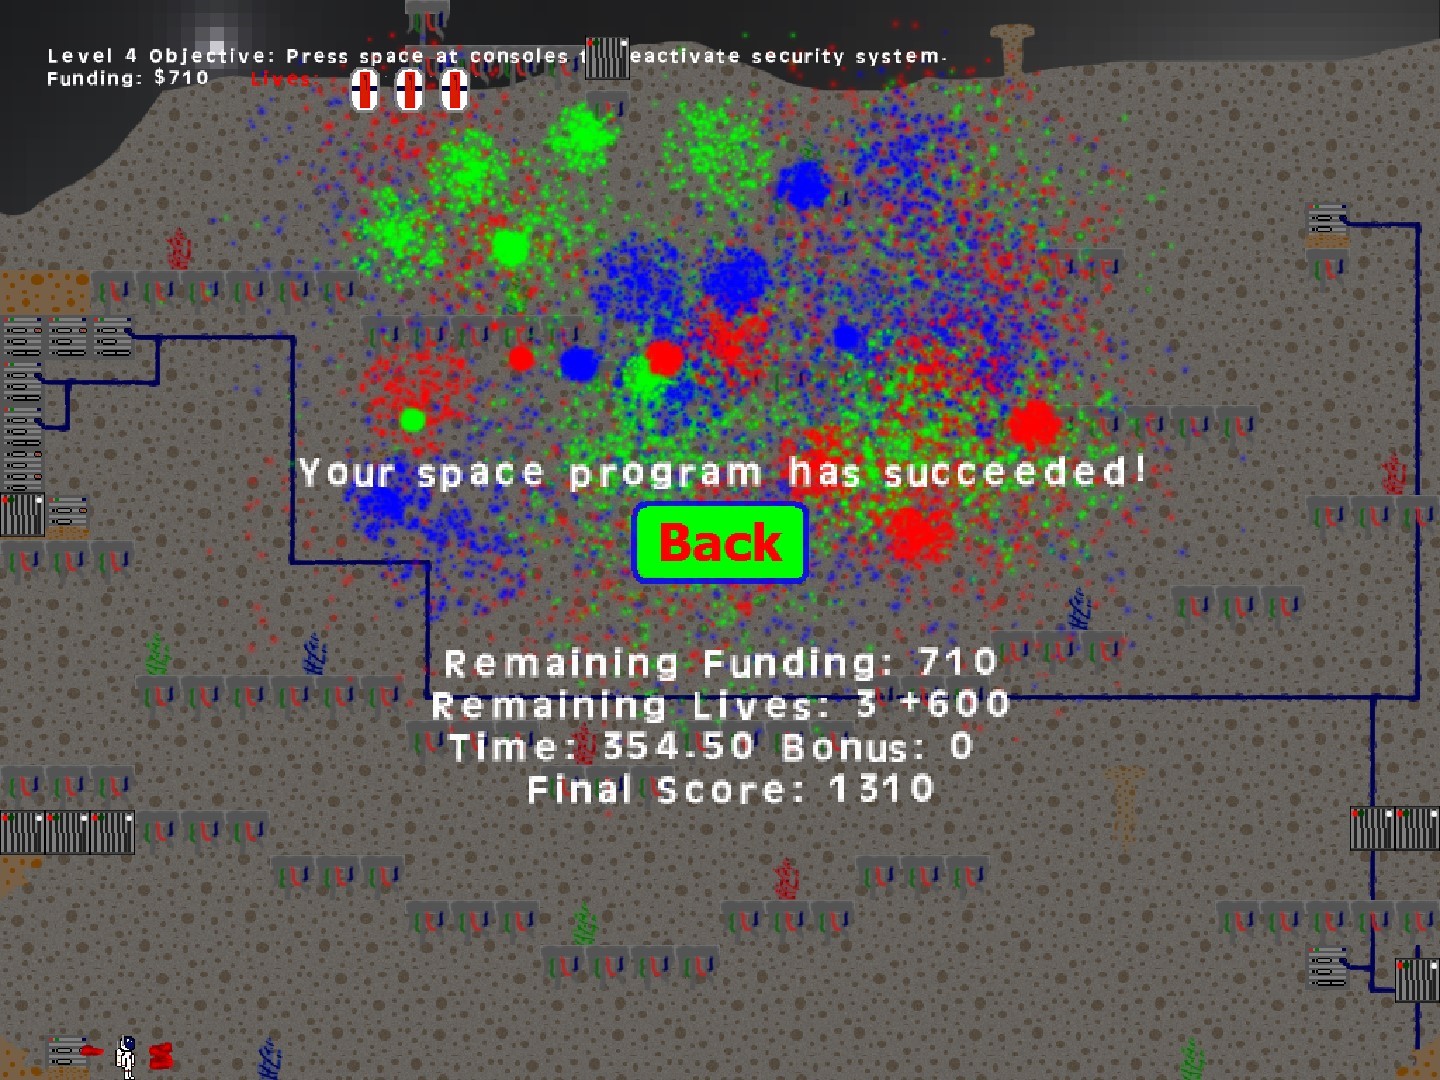 Level 4 Objective: Press space at consoles eactivate security system.
Funding: $710 Lives:
Your space program has succeeded!
Back
Remaining Funding: 710
Remaining Lives: 3 +600
Time: 354.50 Bonus: 0
Final Score: 1310